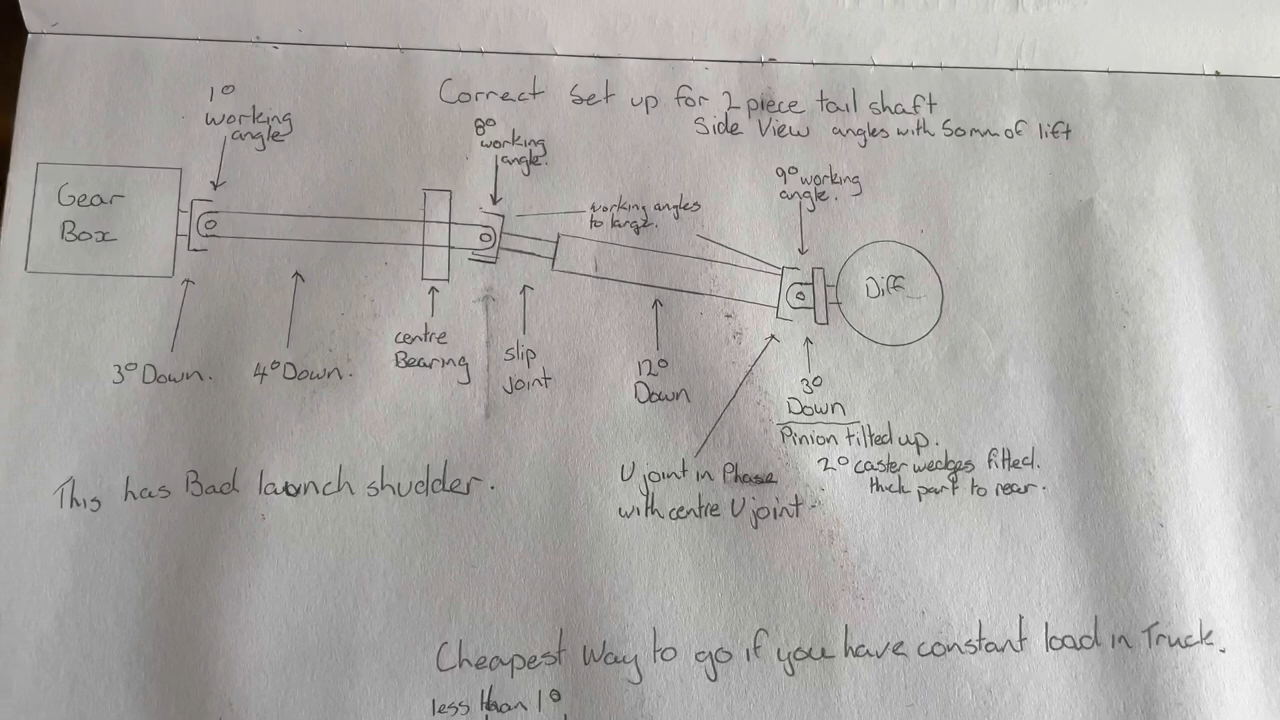 Correct Set up for 2 piece tail shaft
Side View angles with 50mm of lift
1°
working
angle
8°
working
angle.
9° working
angle.
working angles
to large.
Gear
Box
Diff
3° Down.
4° Down.
centre
Bearing
slip
joint
12°
Down
3°
Down
Pinion tilted up.
2° caster wedges fitted.
thick part to rear.
U joint in Phase
with centre U joint
This has Bad launch shudder.
Cheapest Way to go if you have constant load in Truck.
less than 1°